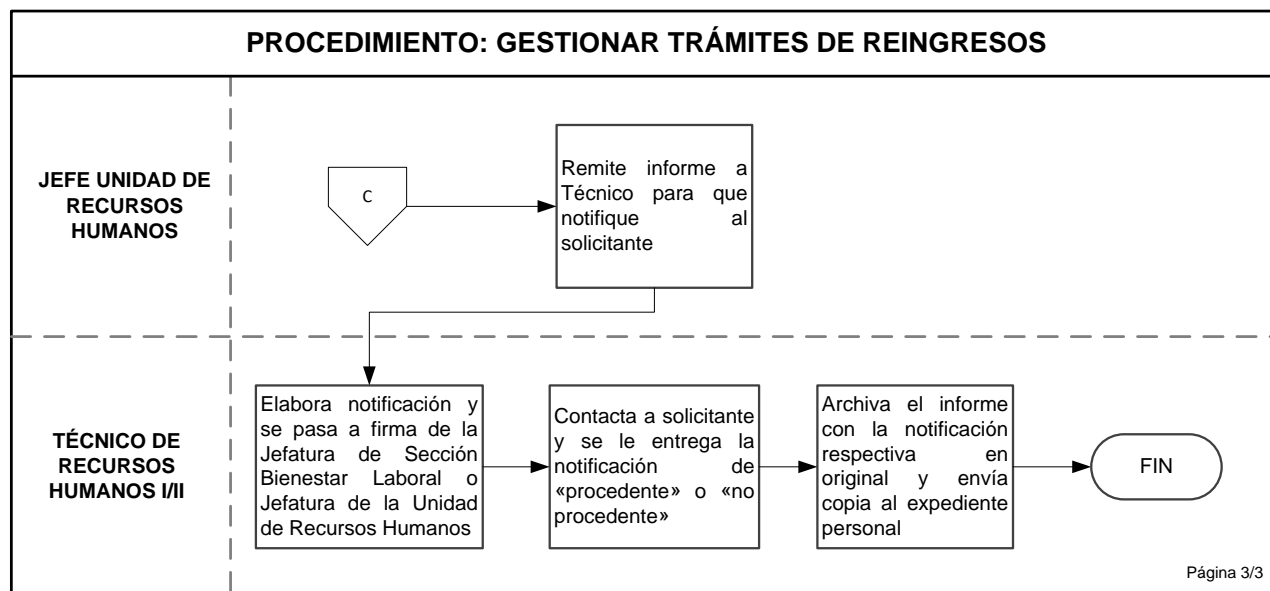 PROCEDIMIENTO: GESTIONAR TRÁMITES DE REINGRESOS
JEFE UNIDAD DE
RECURSOS
HUMANOS
C
Remite informe a
Técnico para que
notifique al
solicitante
TÉCNICO DE
RECURSOS
HUMANOS I/II
Elabora notificación y
se pasa a firma de la
Jefatura de Sección
Bienestar Laboral o
Jefatura de la Unidad
de Recursos Humanos
Contacta a solicitante
y se le entrega la
notificación de
«procedente» o «no
procedente»
Archiva el informe
con la notificación
respectiva en
original y envía
copia al expediente
personal
FIN
Página 3/3